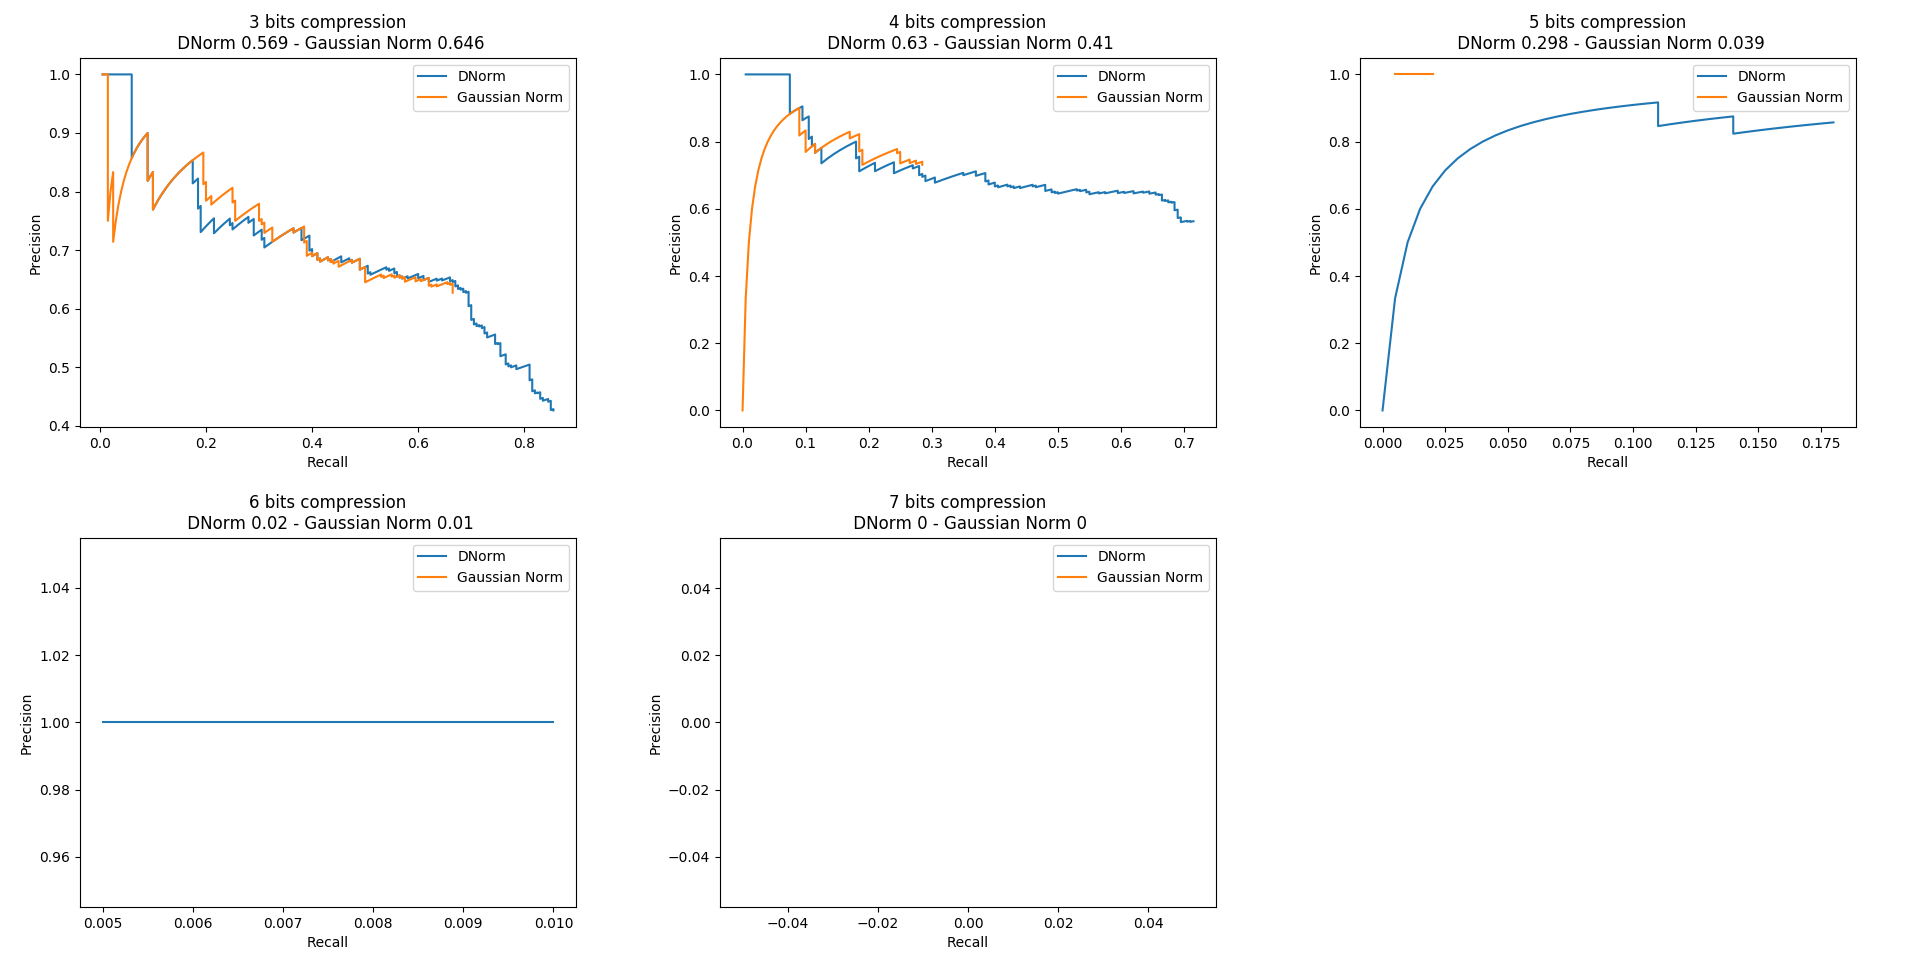 3 bits compression
DNorm 0.569 - Gaussian Norm 0.646
1.0
0.9
0.8
0.7
0.6
0.5
0.4
Precision
0.0 0.2 0.4 0.6 0.8
Recall
DNorm
Gaussian Norm
4 bits compression
DNorm 0.63 - Gaussian Norm 0.41
1.0
0.8
0.6
0.4
0.2
0.0
Precision
0.0 0.1 0.2 0.3 0.4 0.5 0.6 0.7
Recall
DNorm
Gaussian Norm
5 bits compression
DNorm 0.298 - Gaussian Norm 0.039
1.0
0.8
0.6
0.4
0.2
0.0
Precision
0.000 0.025 0.050 0.075 0.100 0.125 0.150 0.175
Recall
DNorm
Gaussian Norm
6 bits compression
DNorm 0.02 - Gaussian Norm 0.01
1.04
1.02
1.00
0.98
0.96
Precision
0.005 0.006 0.007 0.008 0.009 0.010
Recall
DNorm
Gaussian Norm
7 bits compression
DNorm 0 - Gaussian Norm 0
0.04
0.02
0.00
−0.02
−0.04
Precision
−0.04 −0.02 0.00 0.02 0.04
Recall
DNorm
Gaussian Norm